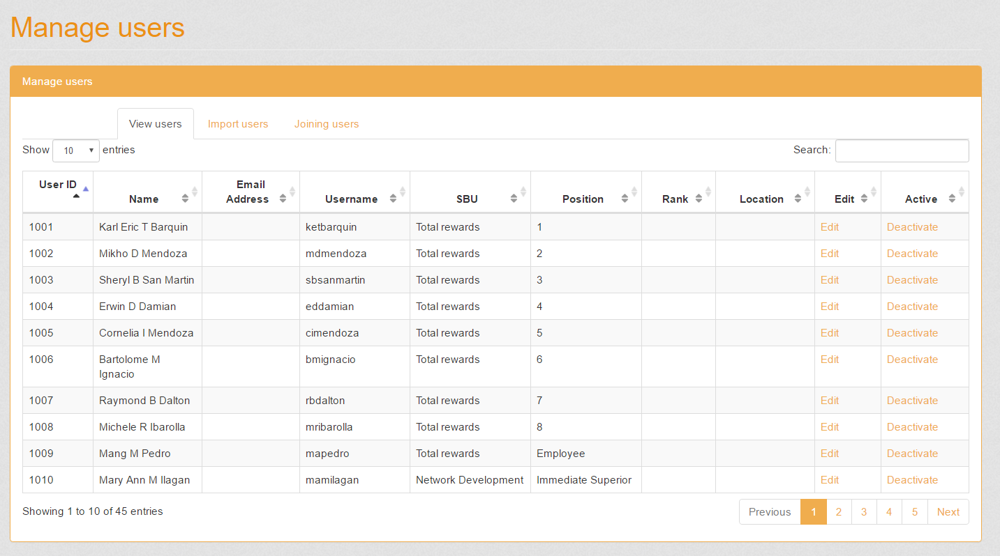 Manage users
Manage users
View users Import users Joining users
Show 10 entries Search:
User ID Name Email Address Username SBU Position Rank Location Edit Active
1001 Karl Eric T Barquin ketbarquin Total rewards 1 Edit Deactivate
1002 Mikho D Mendoza mdmendoza Total rewards 2 Edit Deactivate
1003 Sheryl B San Martin sbsanmartin Total rewards 3 Edit Deactivate
1004 Erwin D Damian eddamian Total rewards 4 Edit Deactivate
1005 Cornelia I Mendoza cimendoza Total rewards 5 Edit Deactivate
1006 Bartolome M Ignacio bmignacio Total rewards 6 Edit Deactivate
1007 Raymond B Dalton rbdalton Total rewards 7 Edit Deactivate
1008 Michele R Ibarolla mribarolla Total rewards 8 Edit Deactivate
1009 Mang M Pedro mapedro Total rewards Employee Edit Deactivate
1010 Mary Ann M Ilagan mamilagan Network Development Immediate Superior Edit Deactivate
Showing 1 to 10 of 45 entries Previous 1 2 3 4 5 Next